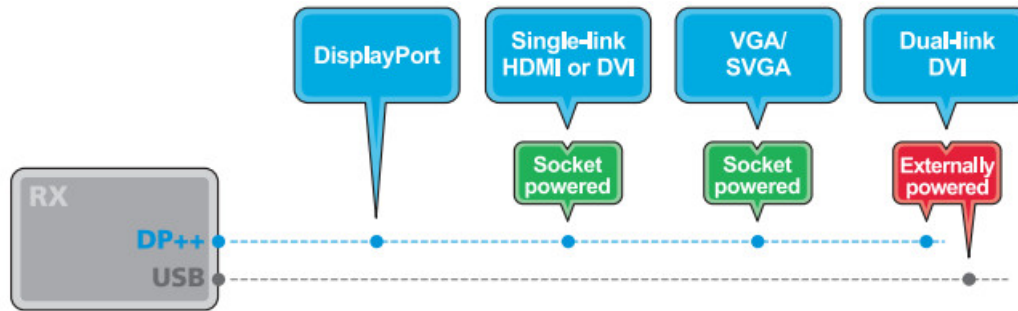 DisplayPort
Single-link
HDMI or DVI
VGA/
SVGA
Dual-link
DVI
Socket
powered
Socket
powered
Externally
powered
RX
DP++
USB